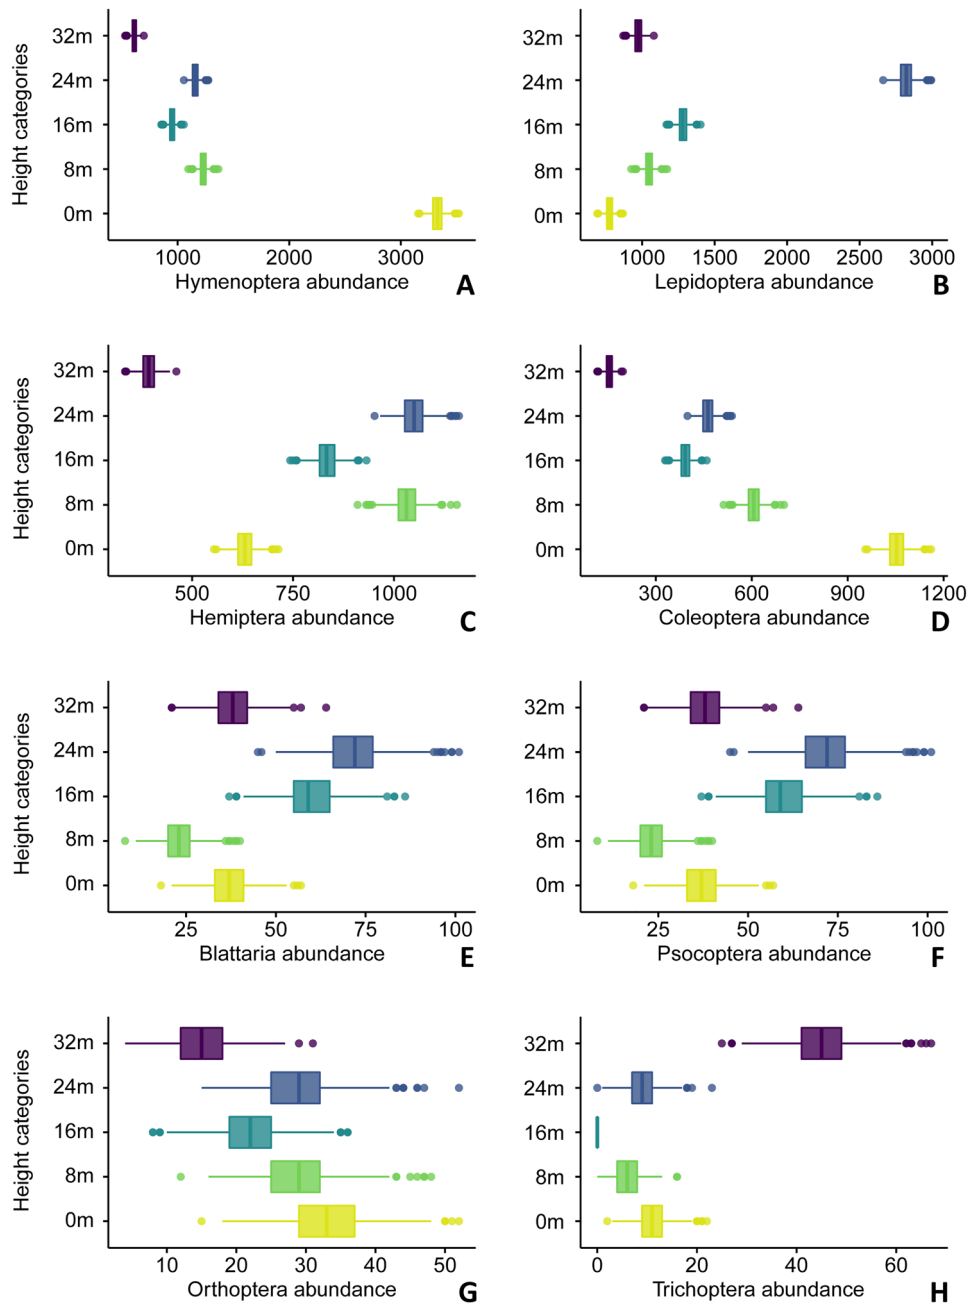 Height categories
32m
24m
16m
8m
0m
1000 2000 3000
Hymenoptera abundance
A
32m
24m
16m
8m
0m
1000 1500 2000 2500 3000
Lepidoptera abundance
B
Height categories
32m
24m
16m
8m
0m
500 750 1000
Hemiptera abundance
C
32m
24m
16m
8m
0m
300 600 900 1200
Coleoptera abundance
D
Height categories
32m
24m
16m
8m
0m
25 50 75 100
Blattaria abundance
E
32m
24m
16m
8m
0m
25 50 75 100
Psocoptera abundance
F
Height categories
32m
24m
16m
8m
0m
10 20 30 40 50
Orthoptera abundance
G
32m
24m
16m
8m
0m
0 20 40 60
Trichoptera abundance
H